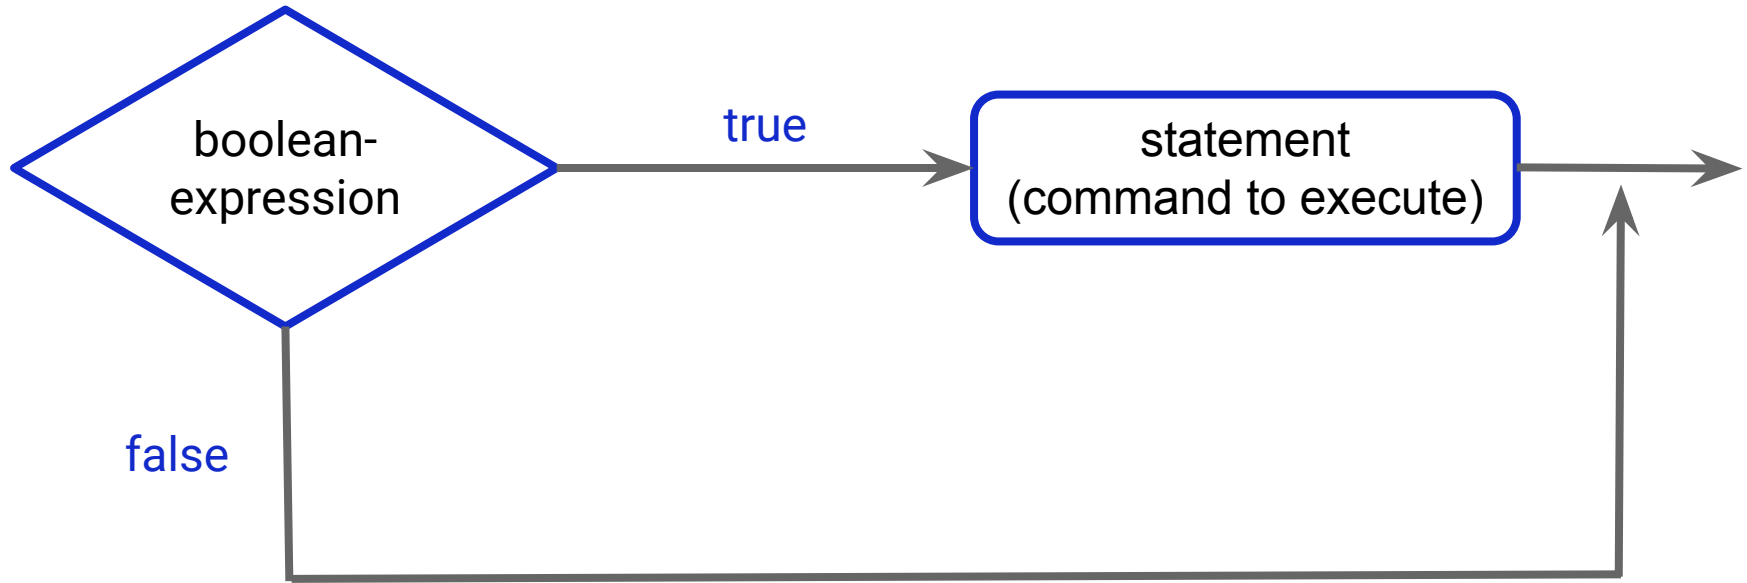 boolean-
expression
true
statement
(command to execute)
false